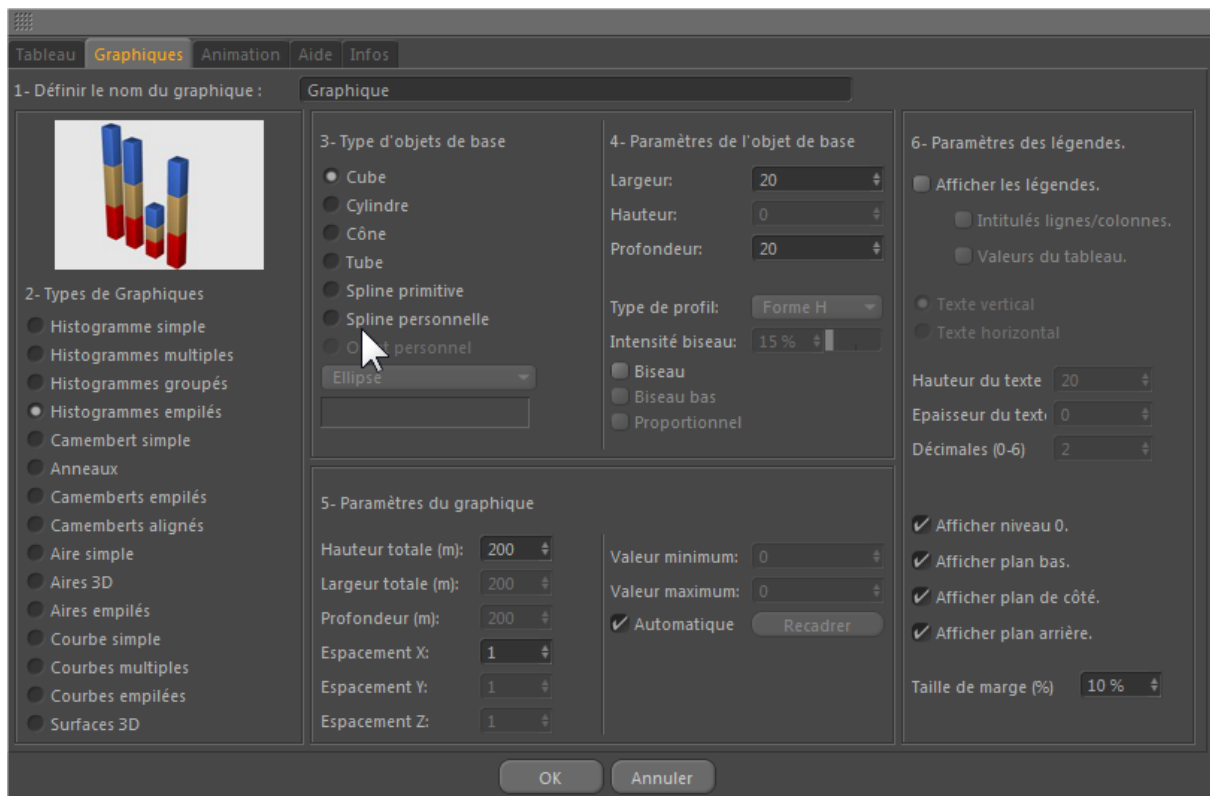 Tableau Graphiques Animation Aide Infos
1- Définir le nom du graphique : Graphique
2- Types de Graphiques
Histogramme simple
Histogrammes multiples
Histogrammes groupés
Histogrammes empilés
Camembert simple
Anneaux
Camemberts empilés
Camemberts alignés
Aire simple
Aires 3D
Aires empilés
Courbe simple
Courbes multiples
Courbes empilées
Surfaces 3D
3- Type d'objets de base
Cube
Cylindre
Cône
Tube
Spline primitive
Spline personnelle
personnel
Ellipse
4- Paramètres de l'objet de base
Largeur: 20
Hauteur: 0
Profondeur: 20
Type de profil: Forme H
Intensité biseau: 15 %
Biseau
Biseau bas
Proportionnel
5- Paramètres du graphique
Hauteur totale (m): 200
Largeur totale (m): 200
Profondeur (m): 200
Espacement X: 1
Espacement Y: 1
Espacement Z: 1
Valeur minimum: 0
Valeur maximum: 0
Automatique Recadrer
6- Paramètres des légendes.
Afficher les légendes.
Intitulés lignes/colonnes.
Valeurs du tableau.
Texte vertical
Texte horizontal
Hauteur du texte 20
Epaisseur du text 0
Décimales (0-6) 2
Afficher niveau 0.
Afficher plan bas.
Afficher plan de côté.
Afficher plan arrière.
Taille de marge (%) 10 %
OK Annuler